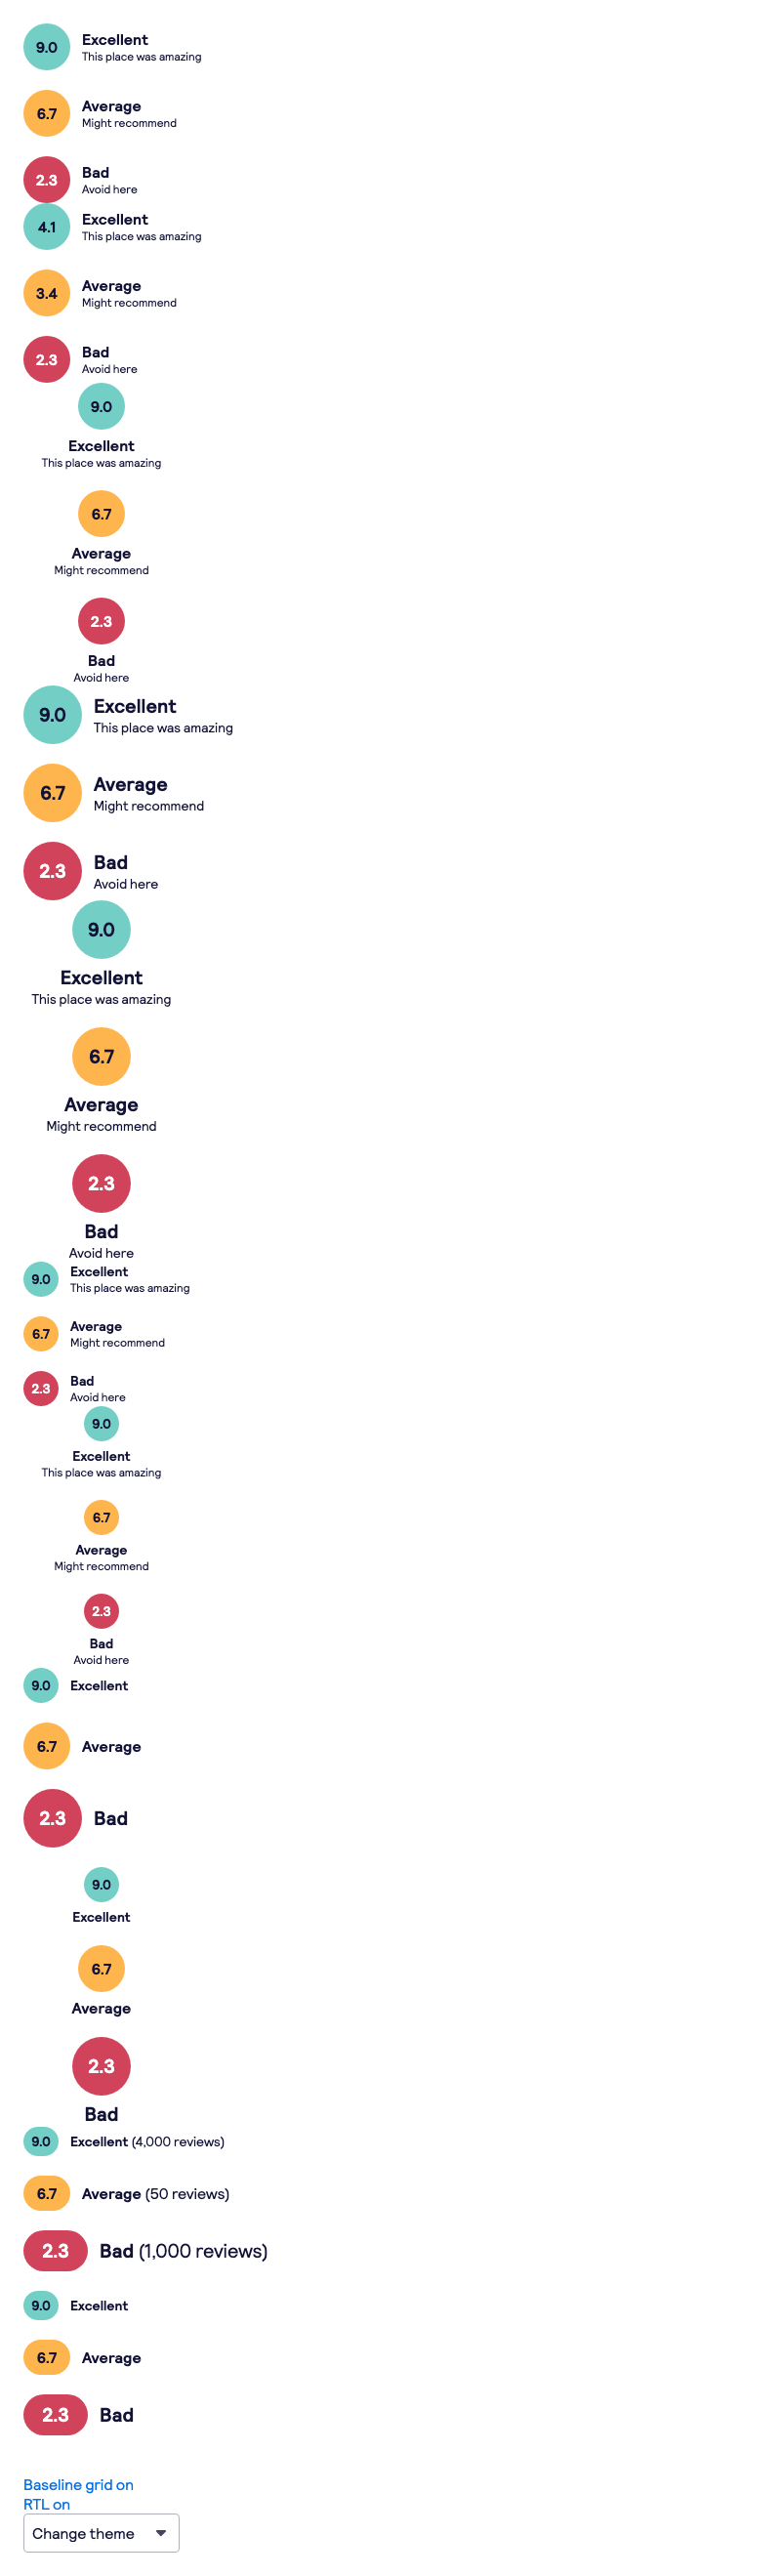 9.0
Excellent
This place was amazing
6.7
Average
Might recommend
2.3
Bad
Avoid here
4.1
Excellent
This place was amazing
3.4
Average
Might recommend
2.3
Bad
Avoid here
9.0
Excellent
This place was amazing
6.7
Average
Might recommend
2.3
Bad
Avoid here
9.0
Excellent
This place was amazing
6.7
Average
Might recommend
2.3
Bad
Avoid here
9.0
Excellent
This place was amazing
6.7
Average
Might recommend
2.3
Bad
Avoid here
9.0
Excellent
This place was amazing
6.7
Average
Might recommend
2.3
Bad
Avoid here
9.0
Excellent
This place was amazing
6.7
Average
Might recommend
2.3
Bad
Avoid here
9.0 Excellent
6.7 Average
2.3 Bad
9.0
Excellent
6.7
Average
2.3
Bad
9.0 Excellent (4,000 reviews)
6.7 Average (50 reviews)
2.3 Bad (1,000 reviews)
9.0 Excellent
6.7 Average
2.3 Bad
Baseline grid on
RTL on
Change theme